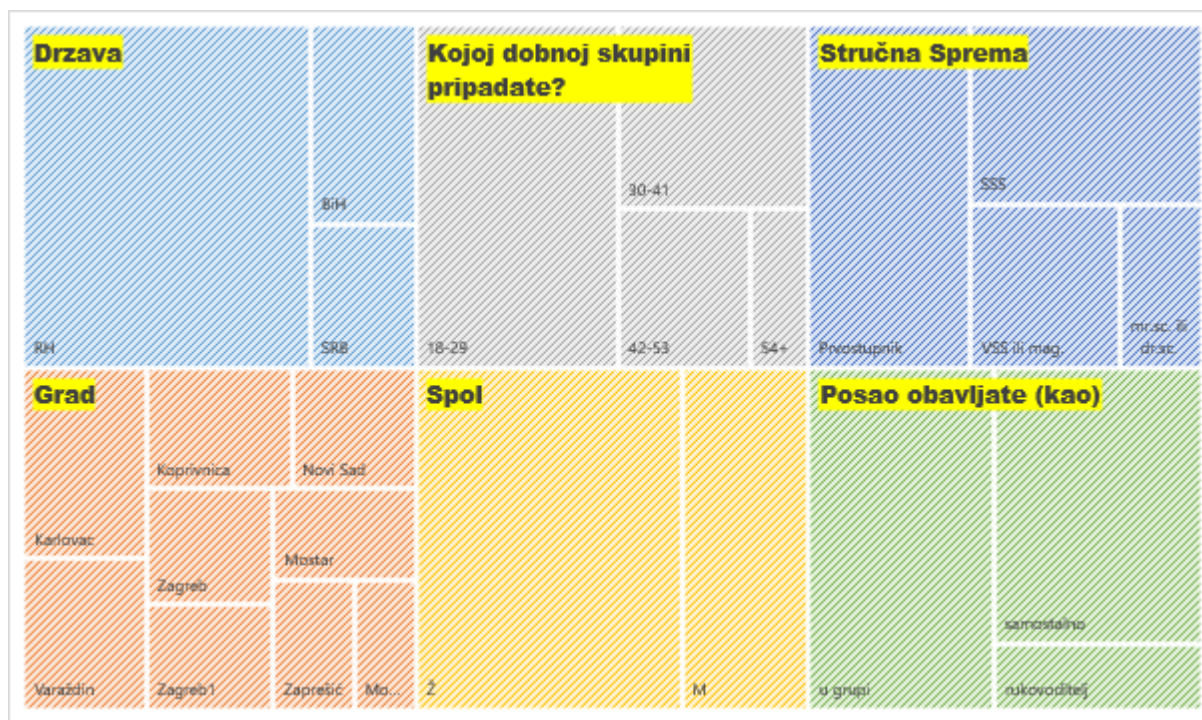 Drzava
BiH
RH
SRB
Kojoj dobnoj skupini
pripadate?
30-41
18-29
42-53
54+
Stručna Sprema
SSS
Prvostupnik
VSS ili mag.
mr.sc. ili
dr.sc.
Grad
Koprivnica
Novi Sad
Karlovac
Mostar
Zagreb
Varaždin
Zagreb1
Zaprešić
Mo...
Spol
Ž
M
Posao obavljate (kao)
samostalno
u grupi
rukovoditelj